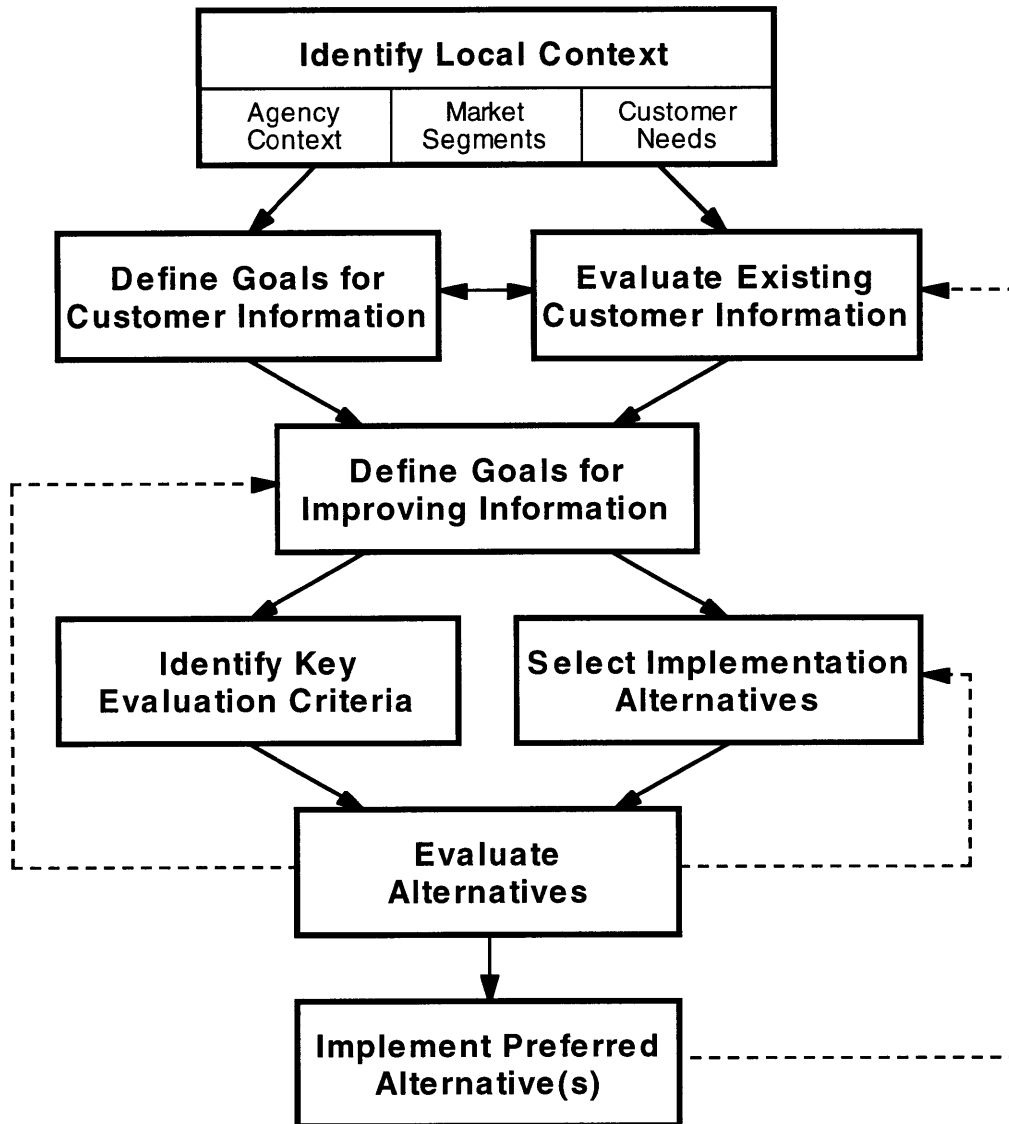 Identify Local Context
Agency
Context
Market
Segments
Customer
Needs
Define Goals for
Customer Information
Evaluate Existing
Customer Information
Define Goals for
Improving Information
Identify Key
Evaluation Criteria
Select Implementation
Alternatives
Evaluate
Alternatives
Implement Preferred
Alternative(s)